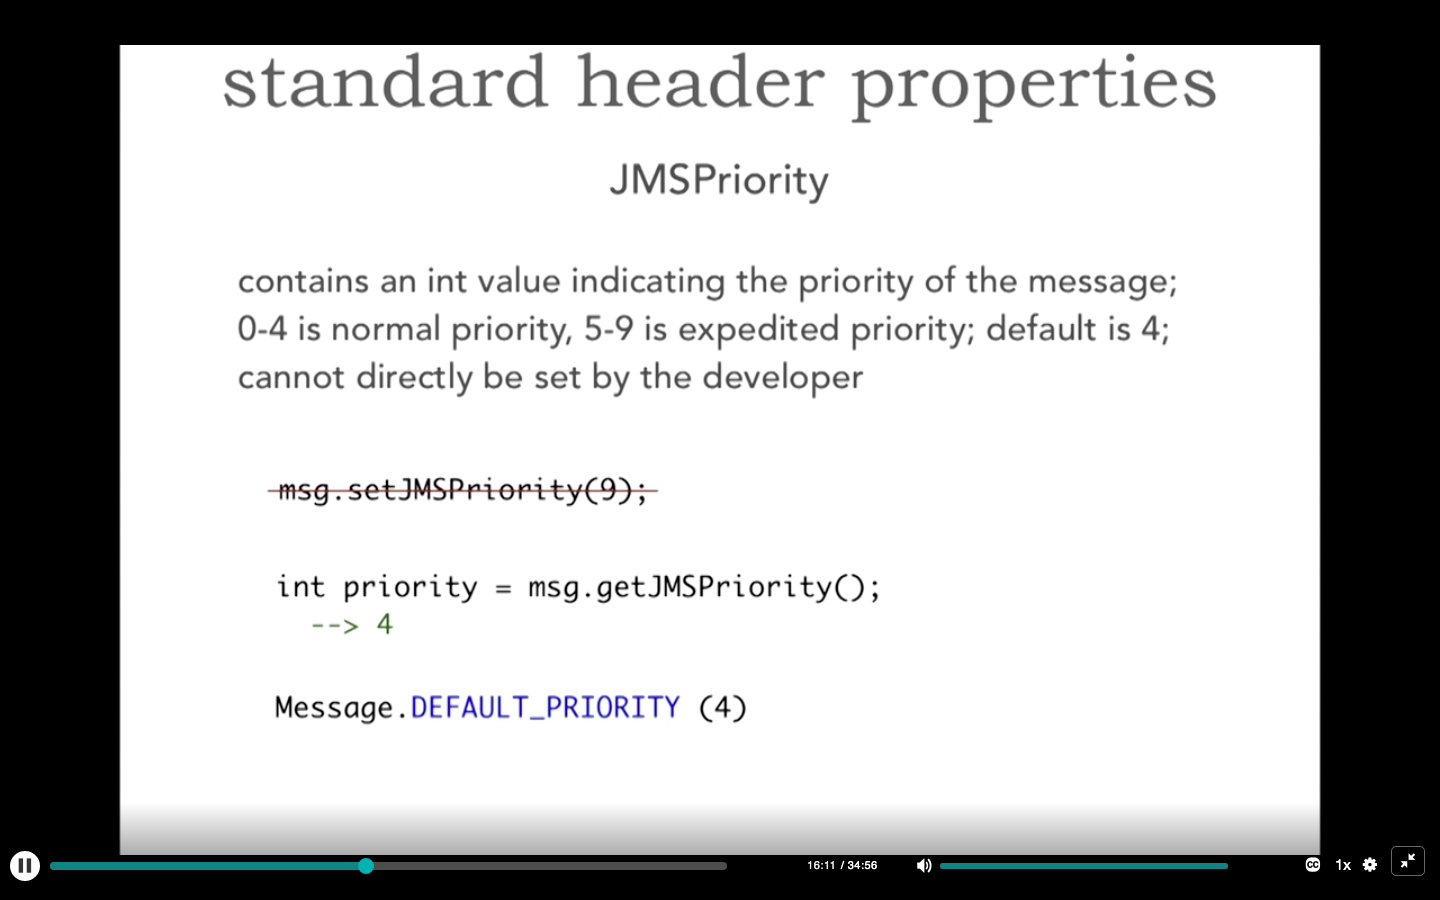 standard header properties
JMSPriority
contains an int value indicating the priority of the message;
0-4 is normal priority, 5-9 is expedited priority; default is 4;
cannot directly be set by the developer
msg.setJMSPriority(9);
int priority = msg.getJMSPriority();
--> 4
Message.DEFAULT_PRIORITY (4)
16:11 / 34:56
CC
1x